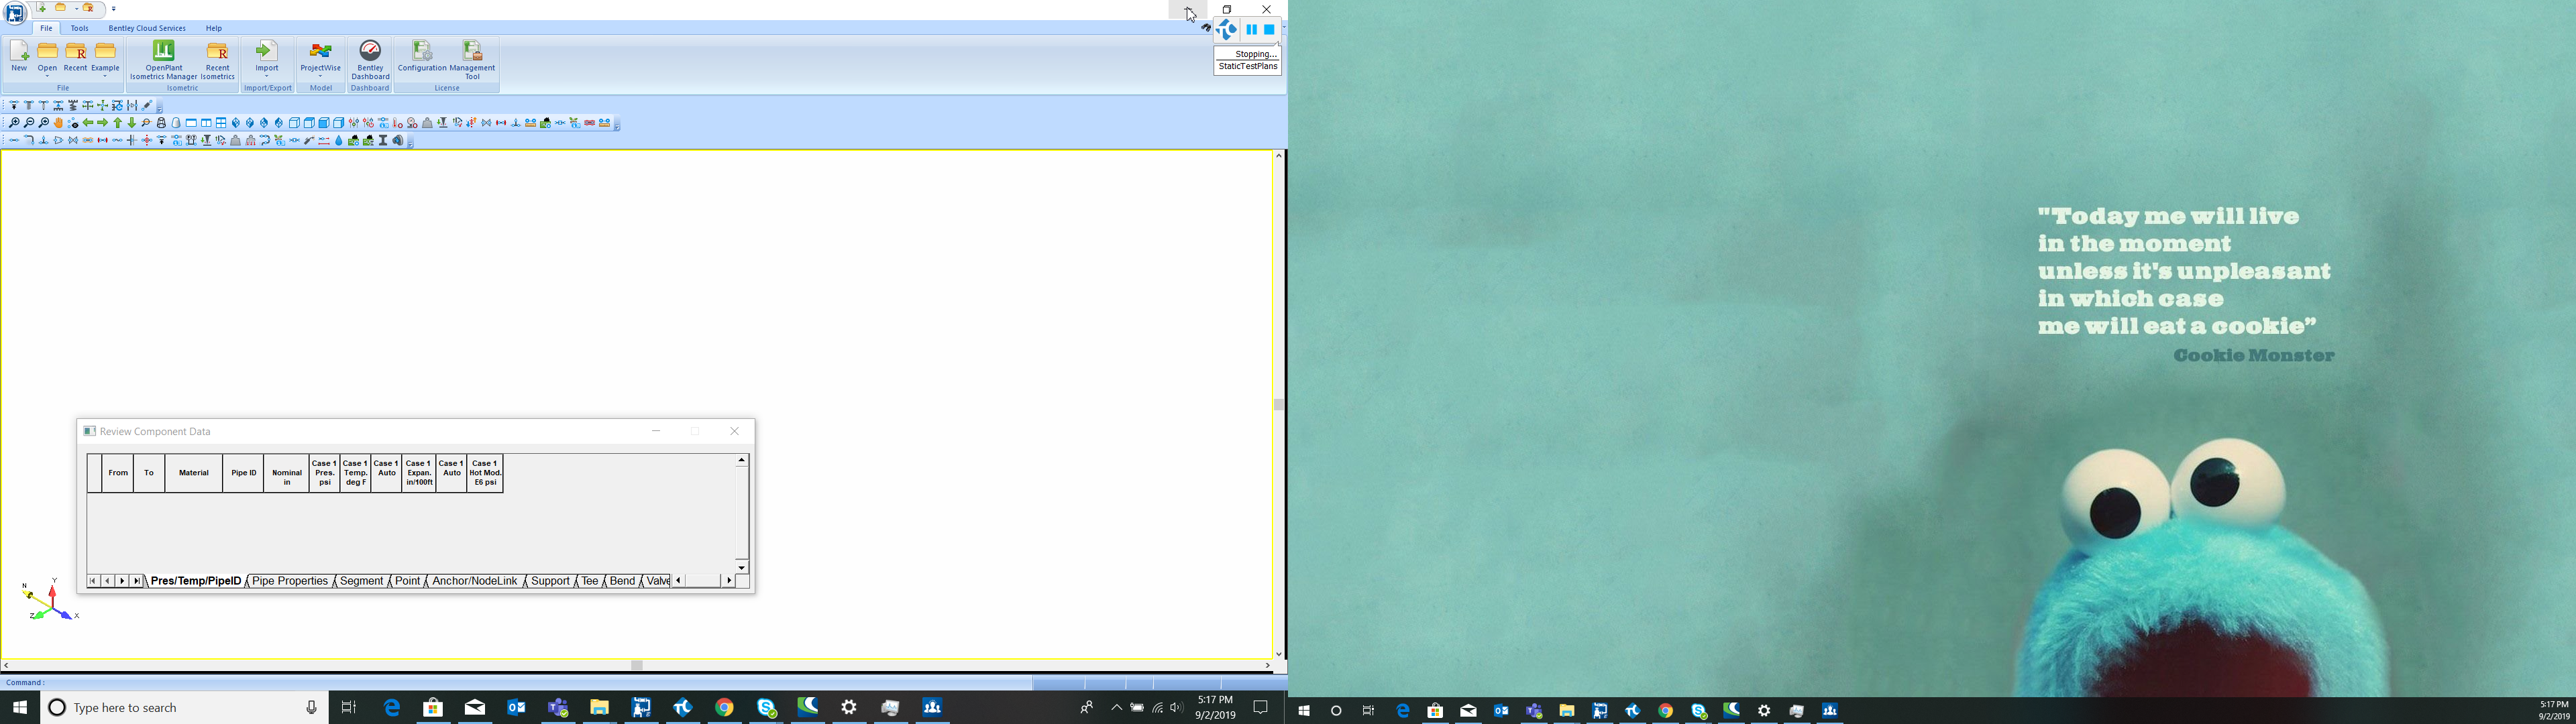 File Tools Bentley Cloud Services Help
New Open Recent Example OpenPlant Isometrics Manager Recent Isometrics Import ProjectWise Bentley Dashboard Configuration Management Tool
File Isometric Import/Export Model Dashboard License
Stopping...
StaticTestPlans
"Today me will live
in the moment
unless it's unpleasant
in which case
me will eat a cookie”
Cookie Monster
Review Component Data
From To Material Pipe ID Nominal in Case 1 Pres. psi Case 1 Temp. deg F Case 1 Auto Case 1 Expan. in/100ft Case 1 Auto Case 1 Hot Mod. E6 psi
Pres/Temp/PipeID Pipe Properties Segment Point Anchor/NodeLink Support Tee Bend Valve
N Y Z X
Command :
Type here to search
5:17 PM
9/2/2019
5:17 PM
9/2/2019